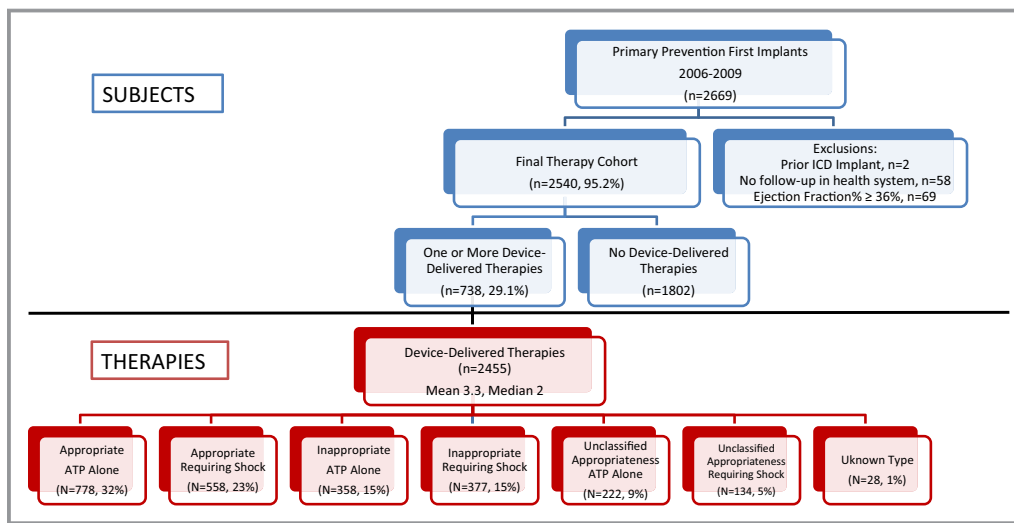 SUBJECTS
Primary Prevention First Implants
2006-2009
(n=2669)
Final Therapy Cohort
(n=2540, 95.2%)
Exclusions:
Prior ICD Implant, n=2
No follow-up in health system, n=58
Ejection Fraction% ≥ 36%, n=69
One or More Device-
Delivered Therapies
(n=738, 29.1%)
No Device-Delivered
Therapies
(n=1802)
THERAPIES
Device-Delivered Therapies
(n=2455)
Mean 3.3, Median 2
Appropriate
ATP Alone
(N=778, 32%)
Appropriate
Requiring Shock
(N=558, 23%)
Inappropriate
ATP Alone
(N=358, 15%)
Inappropriate
Requiring Shock
(N=377, 15%)
Unclassified
Appropriateness
ATP Alone
(N=222, 9%)
Unclassified
Appropriateness
Requiring Shock
(N=134, 5%)
Uknown Type
(N=28, 1%)